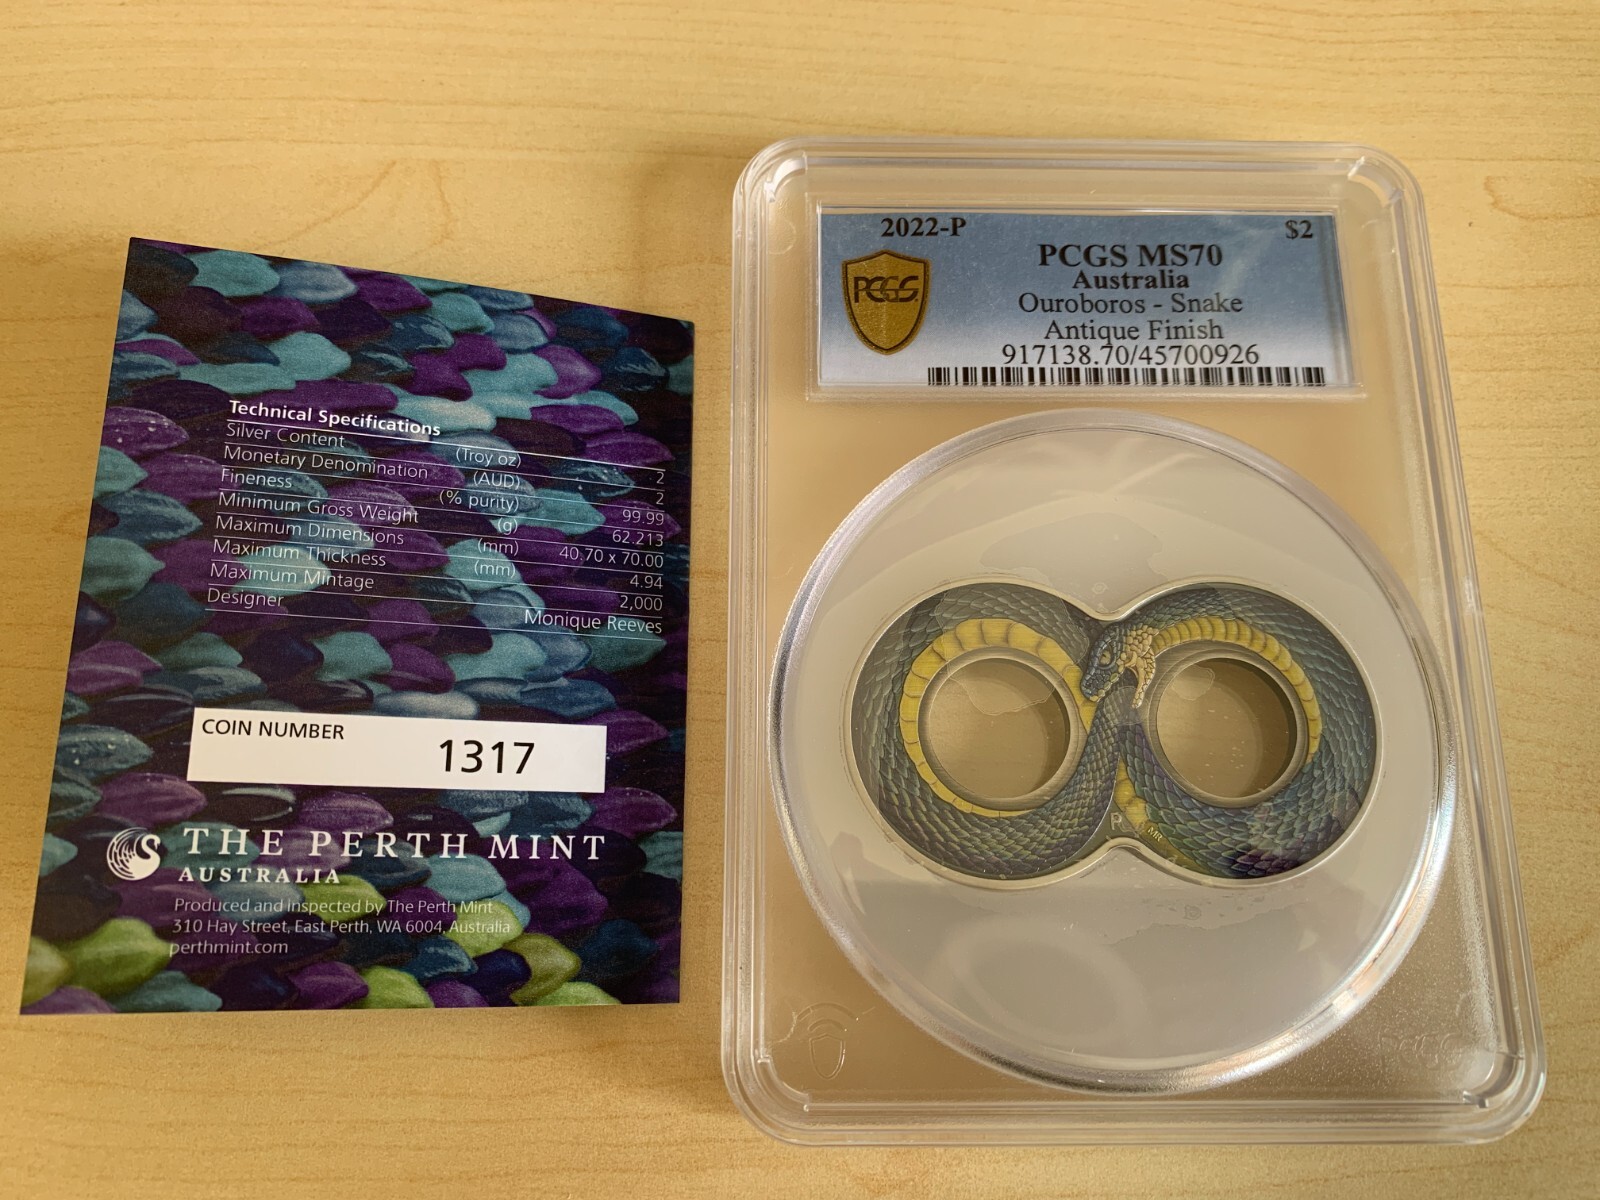 Technical Specifications
Silver Content (Troy oz) 2
Monetary Denomination (AUD) 2
Fineness (% purity) 99.99
Minimum Gross Weight (g) 62.213
Maximum Dimensions (mm) 40.70 x 70.00
Maximum Thickness (mm) 4.94
Maximum Mintage 2,000
Designer Monique Reeves
COIN NUMBER 1317
THE PERTH MINT
AUSTRALIA
Produced and inspected by The Perth Mint
310 Hay Street, East Perth, WA 6004, Australia
perthmint.com
2022-P $2
PCGS MS70
Australia
Ouroboros - Snake
Antique Finish
917138.70/45700926
PCGS
P
MR